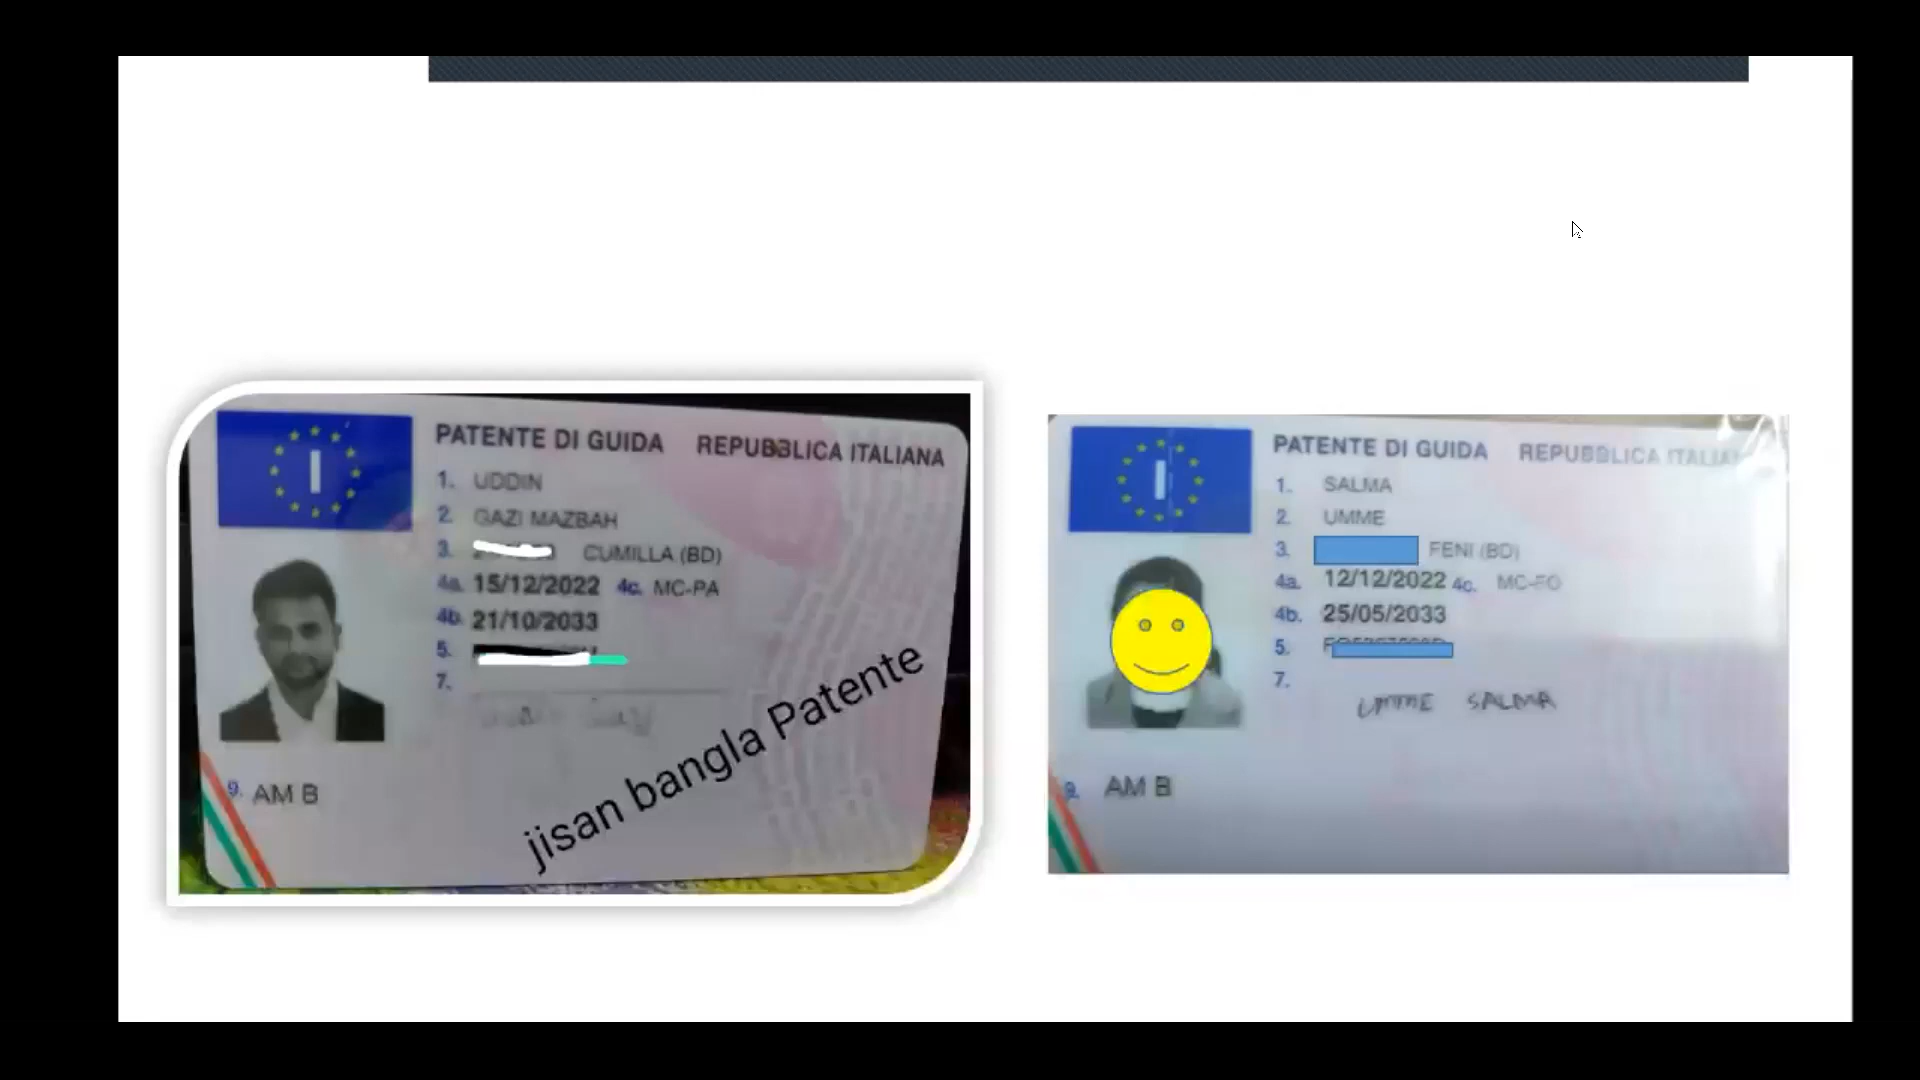 PATENTE DI GUIDA REPUBBLICA ITALIANA
1. UDDIN
2. GAZI MAZBAH
3. CUMILLA (BD)
4a. 15/12/2022 4c. MC-PA
4b. 21/10/2033
5.
7.
9. AM B
jisan bangla Patente
PATENTE DI GUIDA REPUBBLICA
1. SALMA
2. UMME
3. FENI (BD)
4a. 12/12/2022 4c. MC-FO
4b. 25/05/2033
5.
7.
UMME SALMA
9. AM B